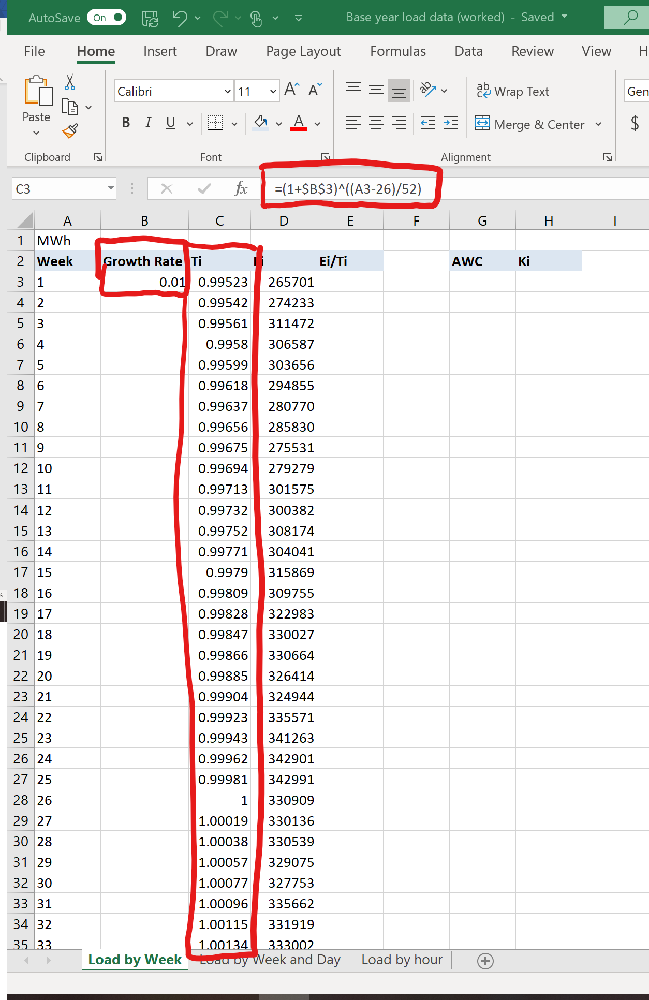 AutoSave On Base year load data (worked) - Saved
File Home Insert Draw Page Layout Formulas Data Review View H
Paste Calibri 11 A A ab Wrap Text Gen
B I U A Merge & Center $
Clipboard Font Alignment
C3 fx =(1+$B$3)^((A3-26)/52)
A B C D E F G H I
1 MWh
2 Week Growth Rate Ti Ei/Ti AWC Ki
3 1 0.01 0.99523 265701
4 2 0.99542 274233
5 3 0.99561 311472
6 4 0.9958 306587
7 5 0.99599 303656
8 6 0.99618 294855
9 7 0.99637 280770
10 8 0.99656 285830
11 9 0.99675 275531
12 10 0.99694 279279
13 11 0.99713 301575
14 12 0.99732 300382
15 13 0.99752 308174
16 14 0.99771 304041
17 15 0.9979 315869
18 16 0.99809 309755
19 17 0.99828 322983
20 18 0.99847 330027
21 19 0.99866 330664
22 20 0.99885 326414
23 21 0.99904 324944
24 22 0.99923 335571
25 23 0.99943 341263
26 24 0.99962 342901
27 25 0.99981 342991
28 26 1 330909
29 27 1.00019 330136
30 28 1.00038 330539
31 29 1.00057 329075
32 30 1.00077 327753
33 31 1.00096 335662
34 32 1.00115 331919
35 33 1.00134 333002
Load by Week Load by Week and Day Load by hour